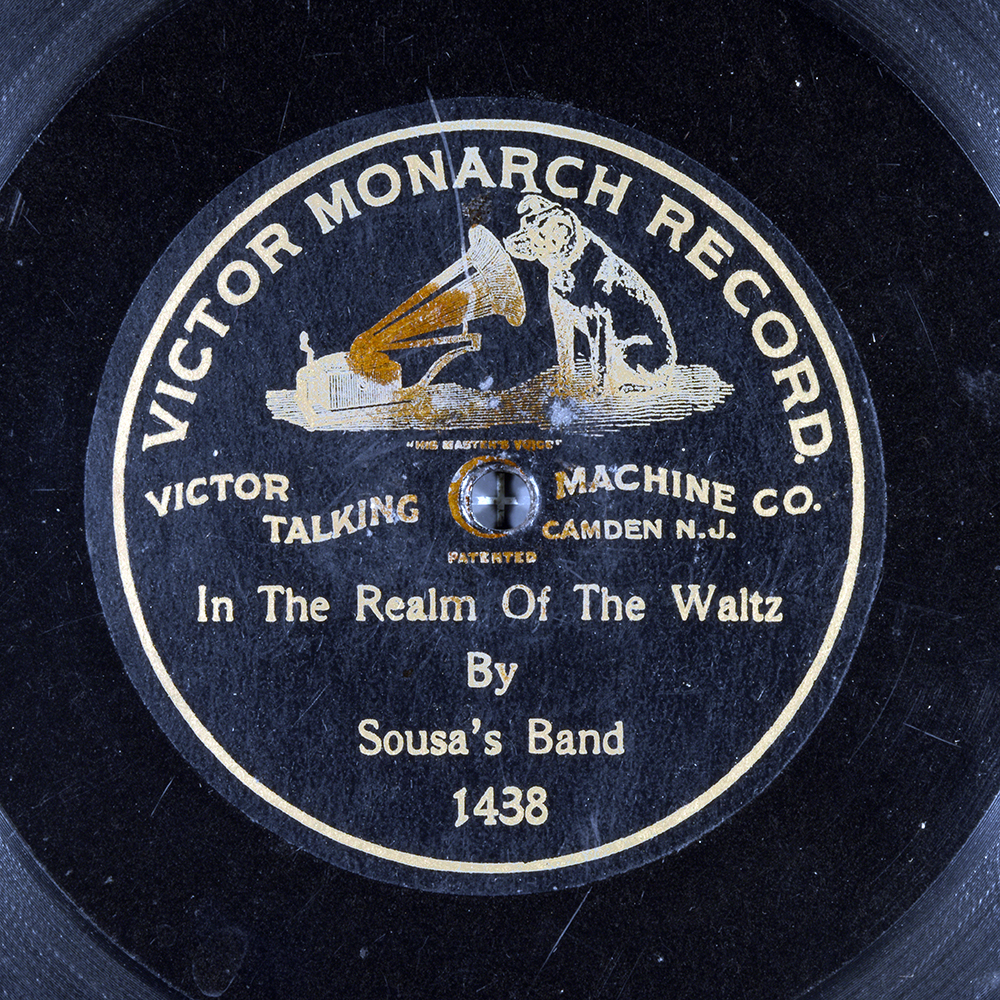 VICTOR MONARCH RECORD.
"HIS MASTER'S VOICE"
VICTOR TALKING MACHINE CO.
CAMDEN N.J.
PATENTED
In The Realm Of The Waltz
By
Sousa's Band
1438